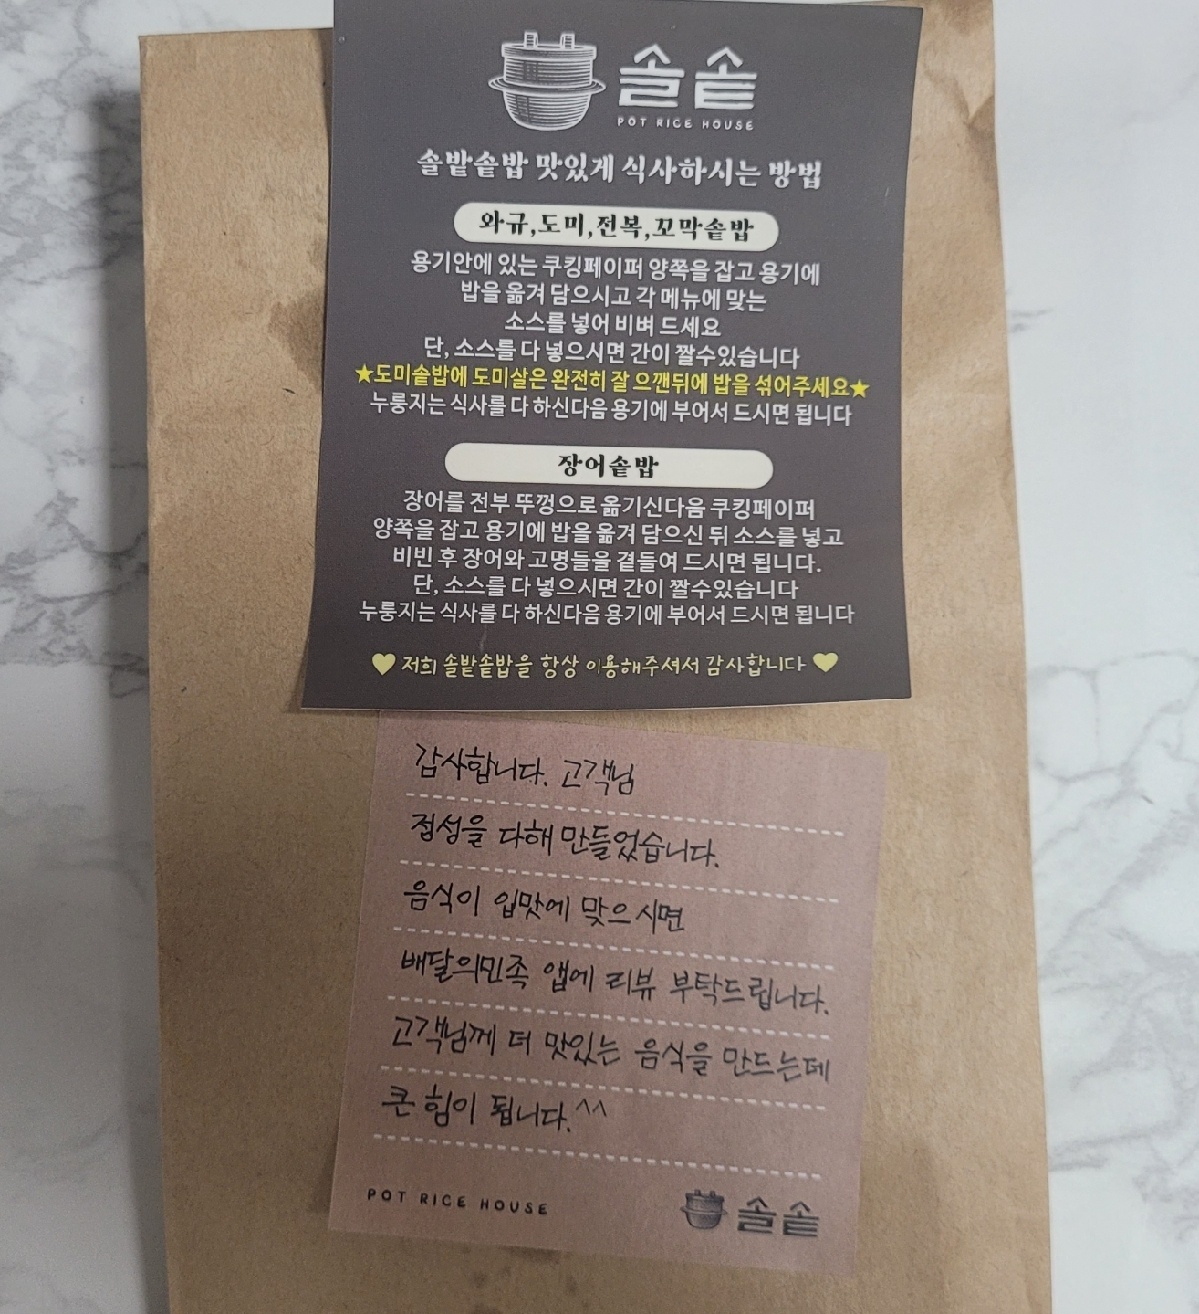 솔솥
POT RICE HOUSE
솔밭솥밥 맛있게 식사하시는 방법
와규,도미,전복,꼬막솥밥
용기안에 있는 쿠킹페이퍼 양쪽을 잡고 용기에
밥을 옮겨 담으시고 각 메뉴에 맞는
소스를 넣어 비벼 드세요
단, 소스를 다 넣으시면 간이 짤수있습니다
★도미솥밥에 도미살은 완전히 잘 으깬뒤에 밥을 섞어주세요★
누룽지는 식사를 다 하신다음 용기에 부어서 드시면 됩니다
장어솥밥
장어를 전부 뚜껑으로 옮기신다음 쿠킹페이퍼
양쪽을 잡고 용기에 밥을 옮겨 담으신 뒤 소스를 넣고
비빈 후 장어와 고명들을 곁들여 드시면 됩니다.
단, 소스를 다 넣으시면 간이 짤수있습니다
누룽지는 식사를 다 하신다음 용기에 부어서 드시면 됩니다
♥ 저희 솔밭솥밥을 항상 이용해주셔서 감사합니다 ♥
감사합니다. 고객님
정성을 다해 만들었습니다.
음식이 입맛에 맞으시면
배달의민족 앱에 리뷰 부탁드립니다.
고객님께 더 맛있는 음식을 만드는데
큰 힘이 됩니다.^^
POT RICE HOUSE
솔솥